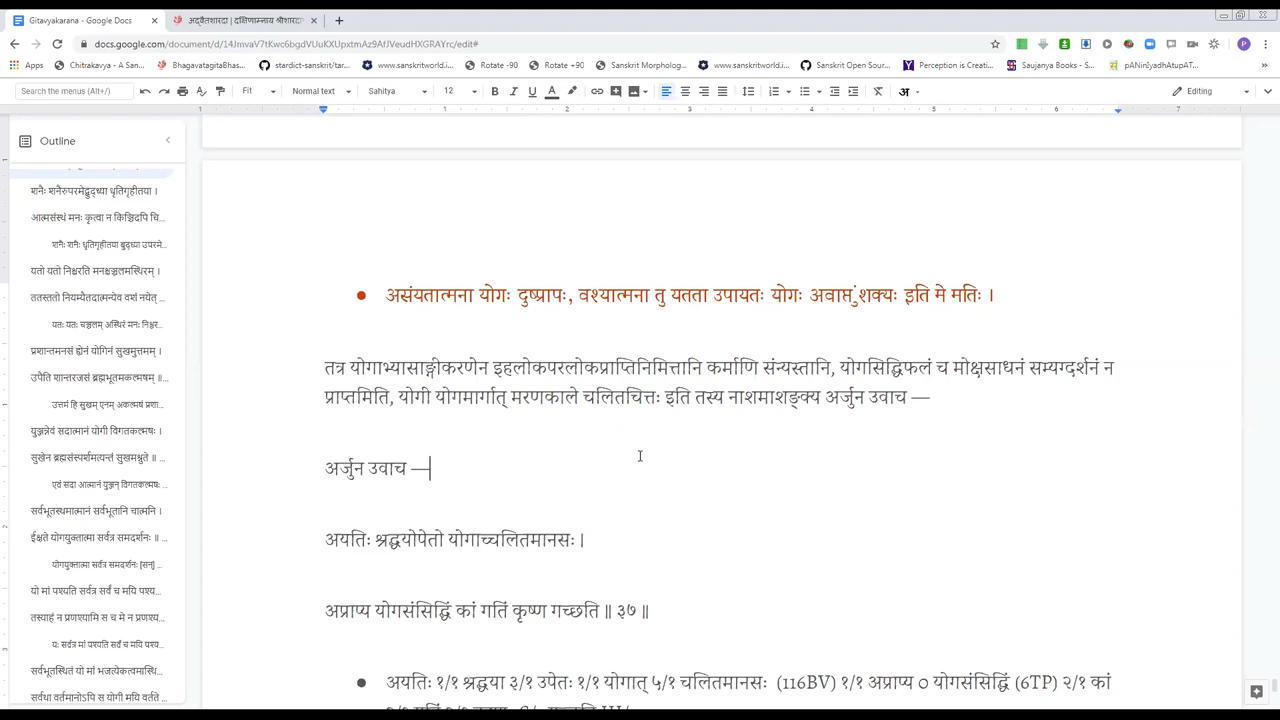 Gitavyakarana - Google Docs
अद्वैतशारदा | दक्षिणाम्नाय श्रीशारदा
docs.google.com/document/d/14JmvaV7tKwc6bgdVUuKXUpxtmAz9AfJVeudHXGRAYrc/edit#
Apps Chitrakavya - A San... BhagavatagitaBhas... stardict-sanskrit/tar... www.sanskritworld.i... Rotate -90 Rotate +90 Sanskrit Morpholog... www.sanskritworld.i... Sanskrit Open Sour... Perception is Creati... Saujanya Books - S... pANinIyadhAtupAT...
Search the menus (Alt+/) Fit Normal text Sahitya 12 B I U A अ Editing
Outline
शनैः शनैरुपरमेद्बुद्ध्या धृतिगृहीतया ।
आत्मसंस्थं मनः कृत्वा न किञ्चिदपि चि...
शनैः शनैः धृतिगृहीतया बुद्ध्या उपरमे...
यतो यतो निश्चरति मनश्चञ्चलमस्थिरम् ।
ततस्ततो नियम्यैतदात्मन्येव वशं नयेत् ...
यतः यतः चञ्चलम् अस्थिरं मनः निश्चर...
प्रशान्तमनसं ह्येनं योगिनं सुखमुत्तमम् ।
उपैति शान्तरजसं ब्रह्मभूतमकल्मषम् ॥...
उत्तमं हि सुखम् एनम् अकल्मषं प्रशा...
युञ्जन्नेवं सदात्मानं योगी विगतकल्मषः ।
सुखेन ब्रह्मसंस्पर्शमत्यन्तं सुखमश्नुते ॥ ...
एवं सदा आत्मानं युञ्जन् विगतकल्मषः ...
सर्वभूतस्थमात्मानं सर्वभूतानि चात्मनि ।
ईक्षते योगयुक्तात्मा सर्वत्र समदर्शनः ॥ ...
योगयुक्तात्मा सर्वत्र समदर्शनः [सन्] ...
यो मां पश्यति सर्वत्र सर्वं च मयि पश्य...
तस्याहं न प्रणश्यामि स च मे न प्रणश्य...
यः सर्वत्र मां पश्यति सर्वं च मयि पश्य...
सर्वभूतस्थितं यो मां भजत्येकत्वमास्थि...
सर्वथा वर्तमानोऽपि स योगी मयि वर्तते
• असंयतात्मना योगः दुष्प्रापः, वश्यात्मना तु यतता उपायतः योगः अवाप्तुं शक्यः इति मे मतिः ।
तत्र योगाभ्यासाङ्गीकरणेन इहलोकपरलोकप्राप्तिनिमित्तानि कर्माणि संन्यस्तानि, योगसिद्धिफलं च मोक्षसाधनं सम्यग्दर्शनं न
प्राप्तमिति, योगी योगमार्गात् मरणकाले चलितचित्तः इति तस्य नाशमाशङ्क्य अर्जुन उवाच —
अर्जुन उवाच —
अयतिः श्रद्धयोपेतो योगाच्चलितमानसः ।
अप्राप्य योगसंसिद्धिं कां गतिं कृष्ण गच्छति ॥ ३७ ॥
• अयतिः १/१ श्रद्धया ३/१ उपेतः १/१ योगात् ५/१ चलितमानसः (116BV) १/१ अप्राप्य ० योगसंसिद्धिं (6TP) २/१ कां